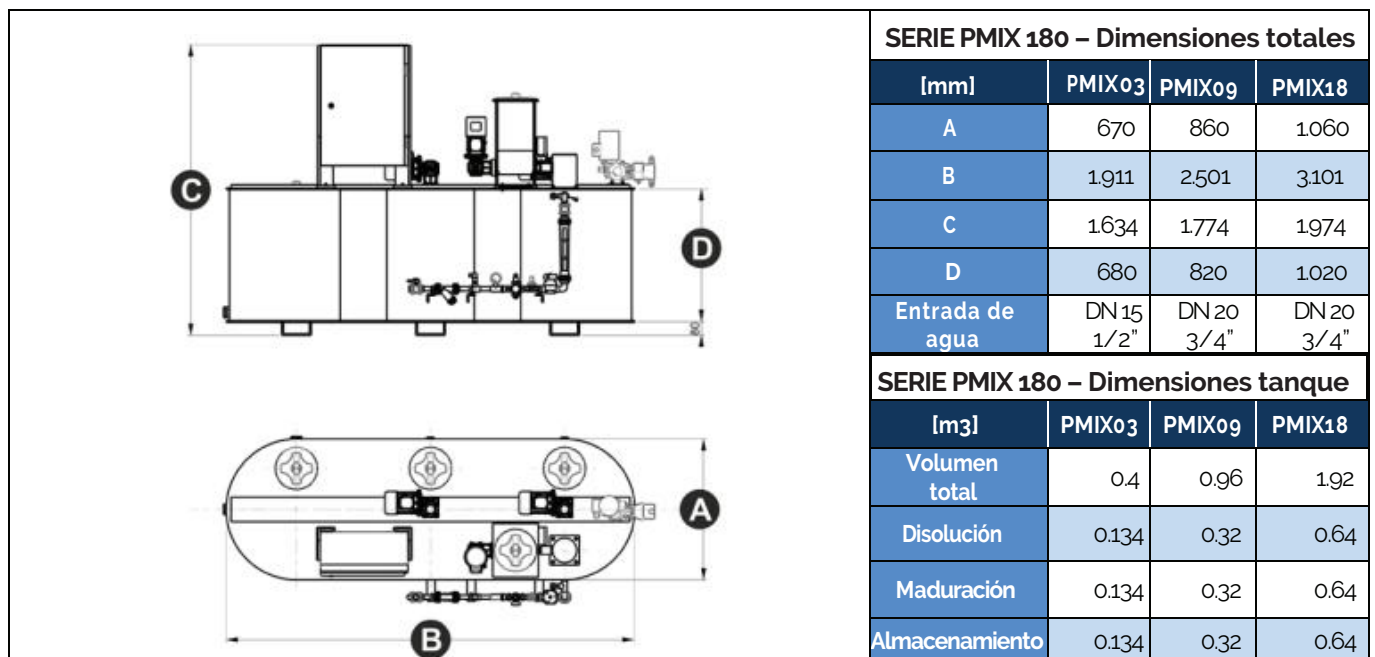 C
D
80
A
B
SERIE PMIX 180 – Dimensiones totales
[mm] PMIX03 PMIX09 PMIX18
A 670 860 1.060
B 1.911 2.501 3.101
C 1.634 1.774 1.974
D 680 820 1.020
Entrada de DN 15 DN 20 DN 20
agua 1/2” 3/4” 3/4”
SERIE PMIX 180 – Dimensiones tanque
[m3] PMIX03 PMIX09 PMIX18
Volumen
total 0.4 0.96 1.92
Disolución 0.134 0.32 0.64
Maduración 0.134 0.32 0.64
Almacenamiento 0.134 0.32 0.64